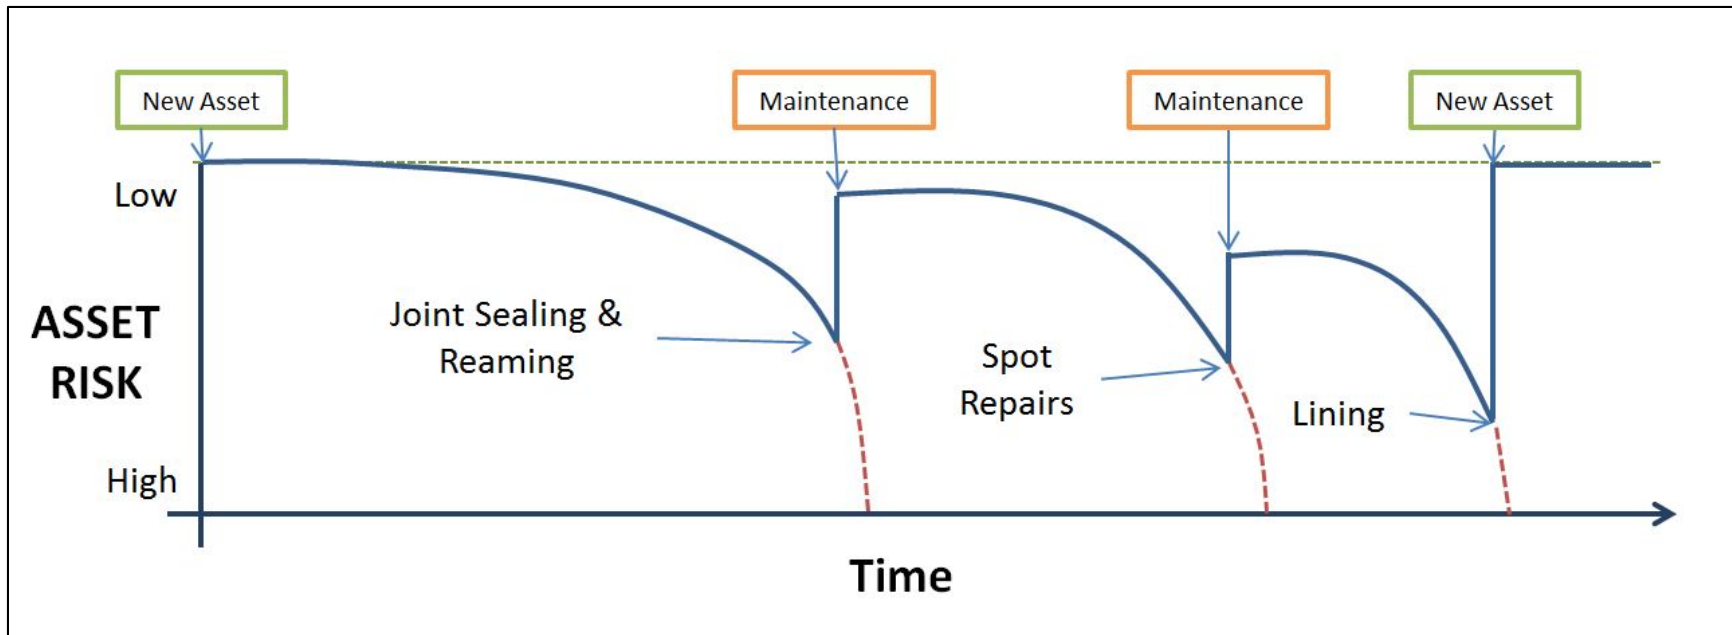 New Asset
Maintenance
Maintenance
New Asset
Low
ASSET
RISK
High
Joint Sealing &
Reaming
Spot
Repairs
Lining
Time